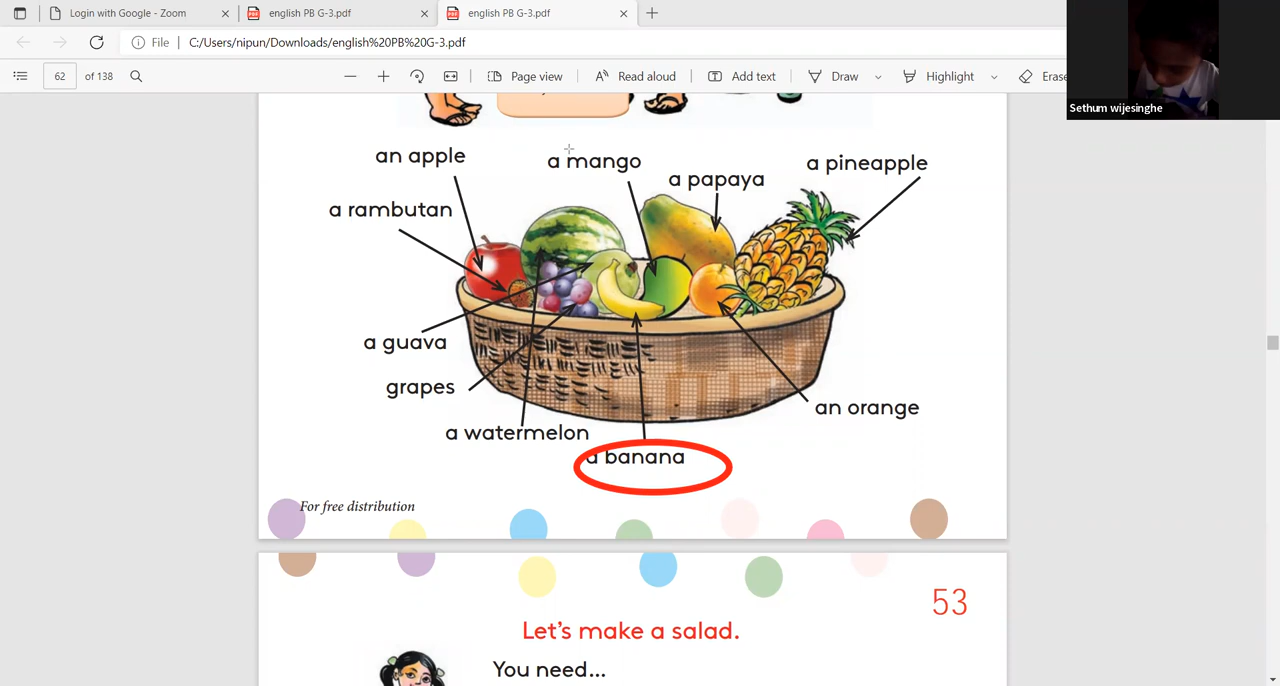 Login with Google - Zoom
english PB G-3.pdf
english PB G-3.pdf
File
C:/Users/nipun/Downloads/english%20PB%20G-3.pdf
62 of 138
Page view
Read aloud
Add text
Draw
Highlight
Erase
Sethum wijesinghe
an apple
a mango
a pineapple
a papaya
a rambutan
a guava
grapes
an orange
a watermelon
a banana
For free distribution
53
Let's make a salad.
You need...